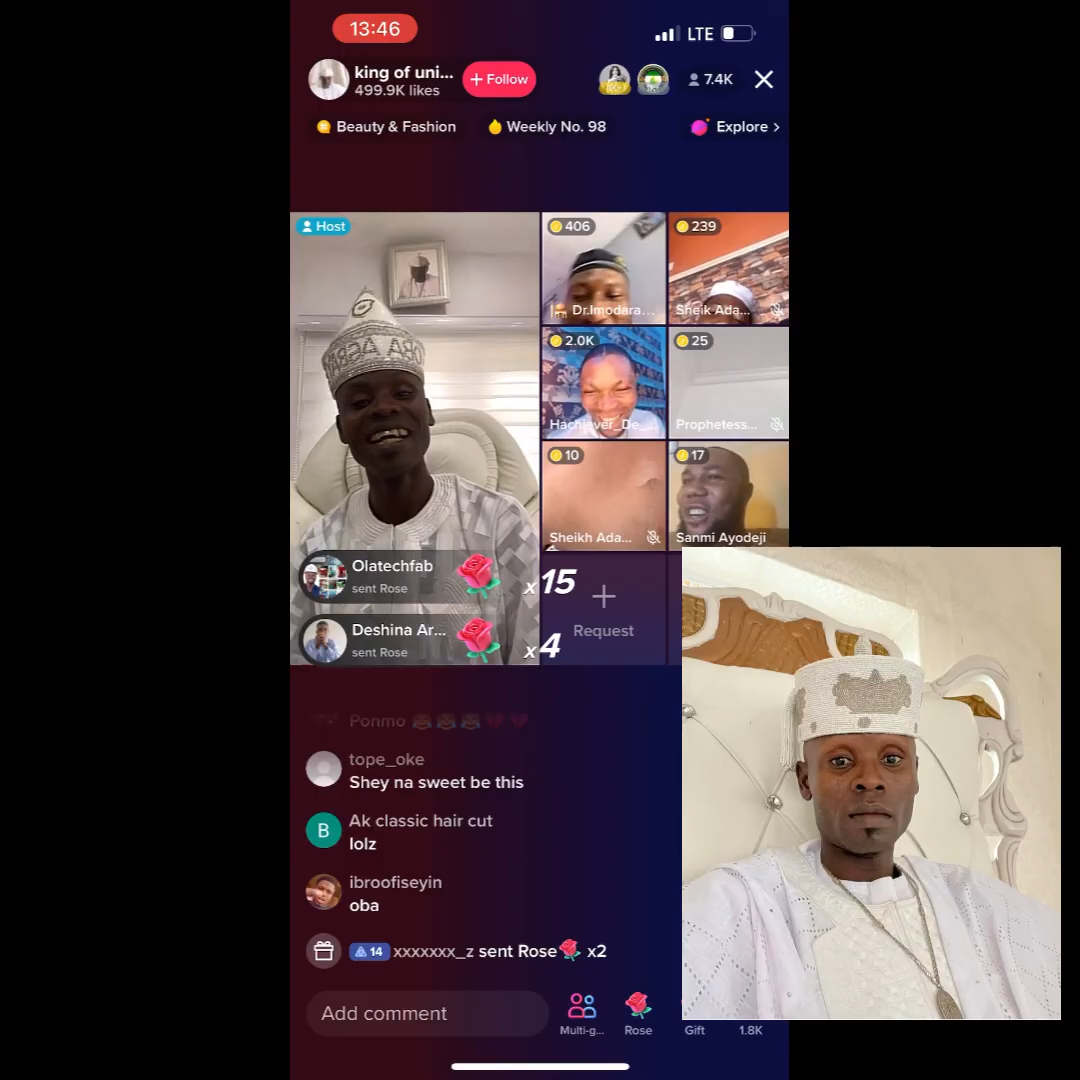 13:46
LTE
king of uni...
499.9K likes
+ Follow
7.4K
Beauty & Fashion
Weekly No. 98
Explore >
Host
406
239
Dr.Imodara...
Sheik Ada...
2.0K
25
Hachiever_De_...
Prophetess...
10
17
Sheikh Ada...
Sanmi Ayodeji
Olatechfab
sent Rose
x 15
Deshina Ar...
sent Rose
x 4
Request
Ponmo 😂😂😂💔💔
tope_oke
Shey na sweet be this
B
Ak classic hair cut
lolz
ibroofiseyin
oba
14 xxxxxxx_z sent Rose🌹 x2
Add comment
Multi-g...
Rose
Gift
1.8K